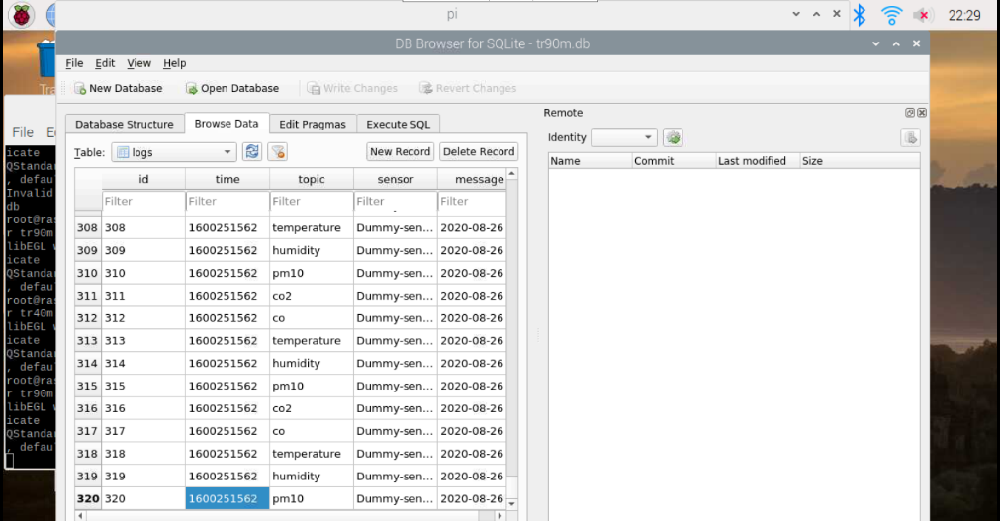 pi
22:29
DB Browser for SQLite - tr90m.db
File Edit View Help
New Database Open Database Write Changes Revert Changes
Database Structure Browse Data Edit Pragmas Execute SQL
Table: logs New Record Delete Record
id time topic sensor message
Filter Filter Filter Filter Filter
308 308 1600251562 temperature Dummy-sen... 2020-08-26
309 309 1600251562 humidity Dummy-sen... 2020-08-26
310 310 1600251562 pm10 Dummy-sen... 2020-08-26
311 311 1600251562 co2 Dummy-sen... 2020-08-26
312 312 1600251562 co Dummy-sen... 2020-08-26
313 313 1600251562 temperature Dummy-sen... 2020-08-26
314 314 1600251562 humidity Dummy-sen... 2020-08-26
315 315 1600251562 pm10 Dummy-sen... 2020-08-26
316 316 1600251562 co2 Dummy-sen... 2020-08-26
317 317 1600251562 co Dummy-sen... 2020-08-26
318 318 1600251562 temperature Dummy-sen... 2020-08-26
319 319 1600251562 humidity Dummy-sen... 2020-08-26
320 320 1600251562 pm10 Dummy-sen... 2020-08-26
Remote
Identity
Name Commit Last modified Size
Tra
File E
icate
QStanda
, defau
Invalid
db
root@ra
r tr90m
libEGL w
icate
QStanda
, defau
root@ra
r tr40m
libEGL w
icate
QStanda
, defau
root@ra
r tr90m
libEGL w
icate
QStanda
, defau